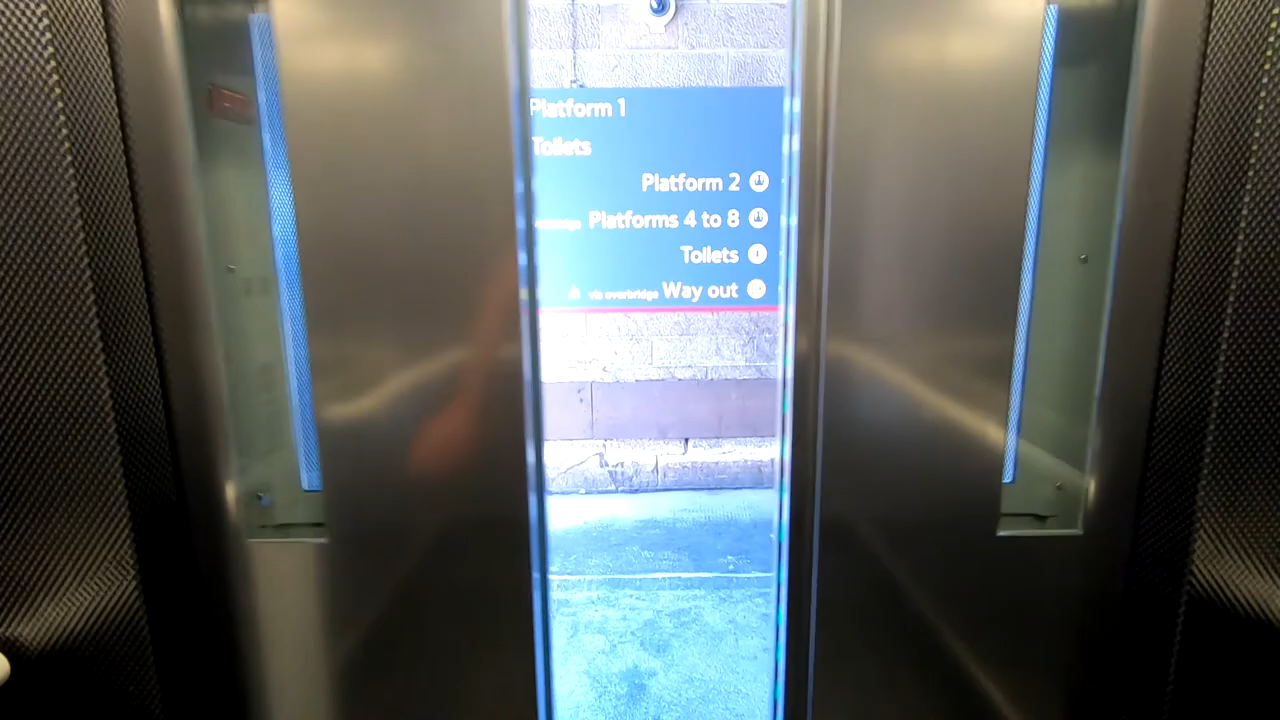 Platform 1
Toilets
Platform 2
Platforms 4 to 8
Toilets
via overbridge Way out